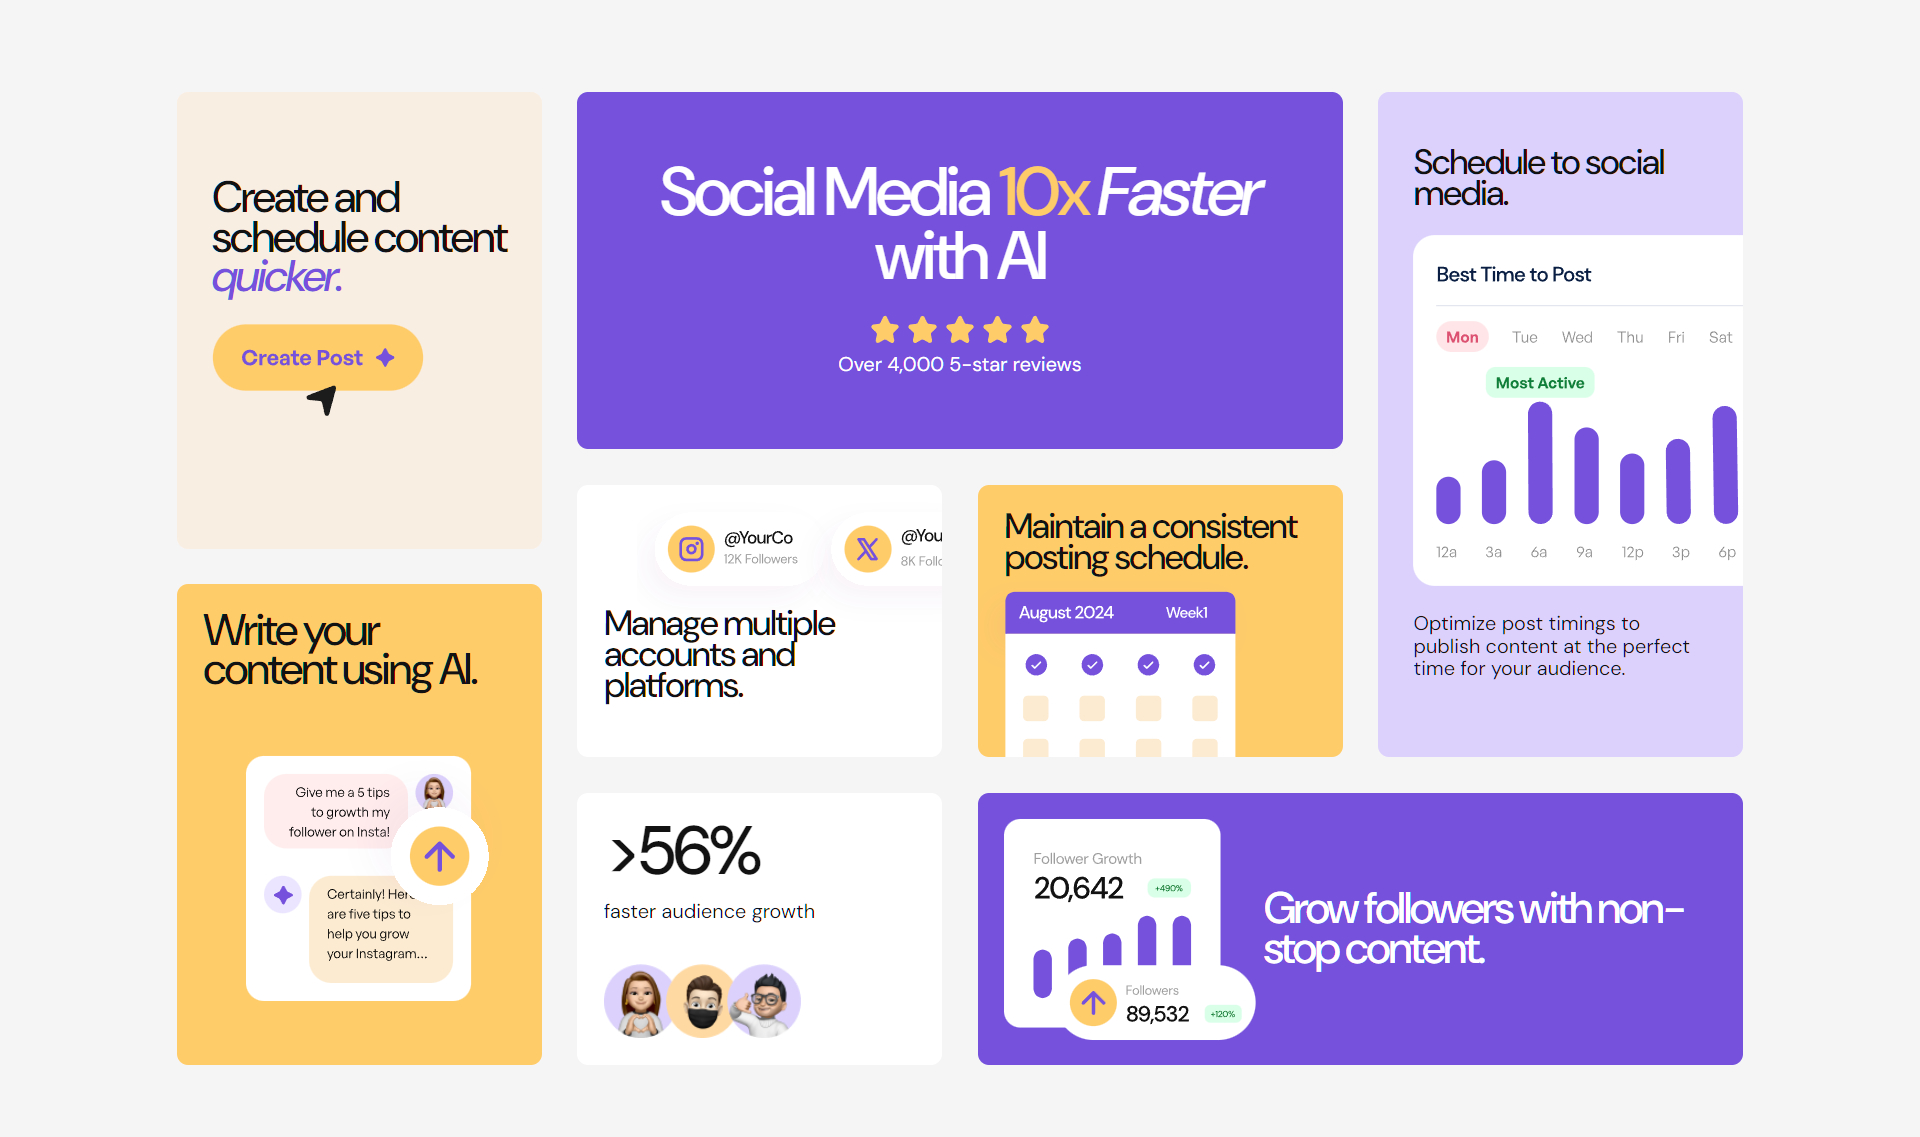 Create and
schedule content
quicker.
Create Post
Social Media 10x Faster
with AI
Over 4,000 5-star reviews
Schedule to social
media.
Best Time to Post
Mon Tue Wed Thu Fri Sat
Most Active
12a 3a 6a 9a 12p 3p 6p
Optimize post timings to
publish content at the perfect
time for your audience.
@YourCo
12K Followers
@You
8K Follo
Manage multiple
accounts and
platforms.
Maintain a consistent
posting schedule.
August 2024 Week1
Write your
content using AI.
Give me a 5 tips
to growth my
follower on Insta!
Certainly! Here
are five tips to
help you grow
your Instagram...
>56%
faster audience growth
Follower Growth
20,642 +490%
Followers
89,532 +120%
Grow followers with non-
stop content.